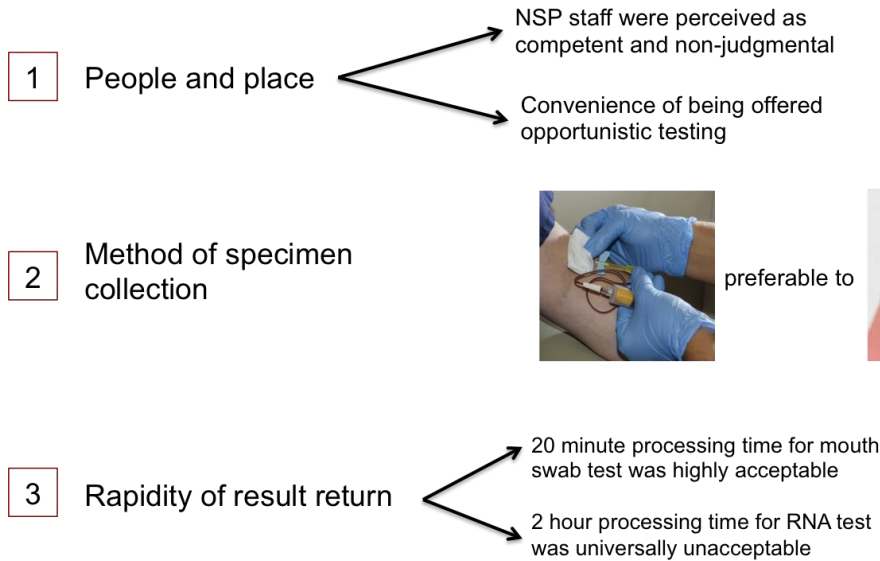 1
People and place
NSP staff were perceived as
competent and non-judgmental
Convenience of being offered
opportunistic testing
2
Method of specimen
collection
preferable to
3
Rapidity of result return
20 minute processing time for mouth
swab test was highly acceptable
2 hour processing time for RNA test
was universally unacceptable